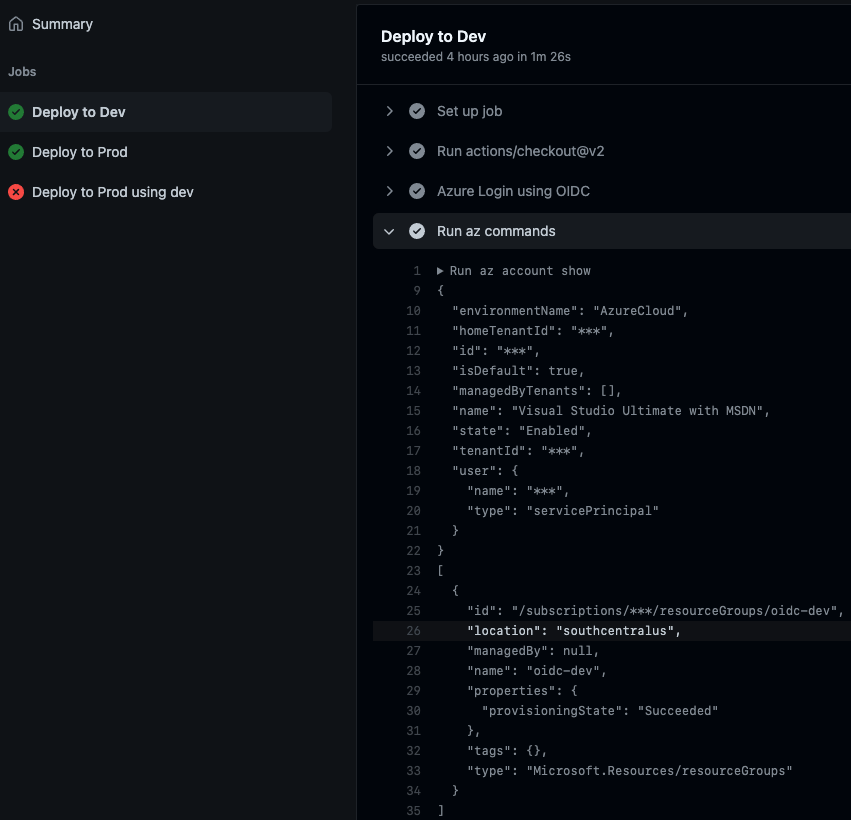 Summary
Jobs
Deploy to Dev
Deploy to Prod
Deploy to Prod using dev
Deploy to Dev
succeeded 4 hours ago in 1m 26s
Set up job
Run actions/checkout@v2
Azure Login using OIDC
Run az commands
1 ▶ Run az account show
9 {
10 "environmentName": "AzureCloud",
11 "homeTenantId": "***",
12 "id": "***",
13 "isDefault": true,
14 "managedByTenants": [],
15 "name": "Visual Studio Ultimate with MSDN",
16 "state": "Enabled",
17 "tenantId": "***",
18 "user": {
19 "name": "***",
20 "type": "servicePrincipal"
21 }
22 }
23 [
24 {
25 "id": "/subscriptions/***/resourceGroups/oidc-dev",
26 "location": "southcentralus",
27 "managedBy": null,
28 "name": "oidc-dev",
29 "properties": {
30 "provisioningState": "Succeeded"
31 },
32 "tags": {},
33 "type": "Microsoft.Resources/resourceGroups"
34 }
35 ]